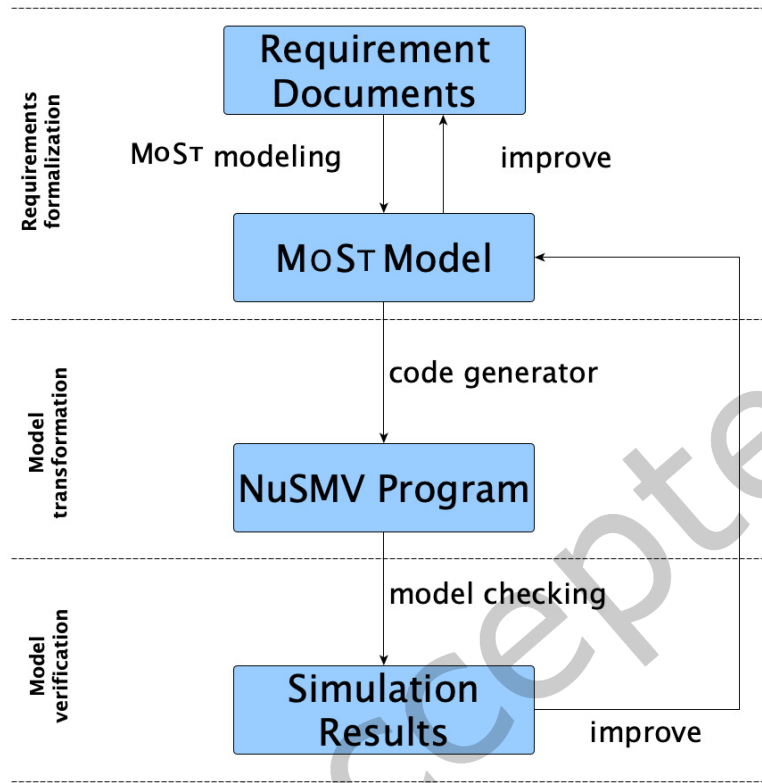 Requirement
Documents
Requirements
formalization
MoST modeling
improve
MoST Model
code generator
Model
transformation
NuSMV Program
model checking
Model
verification
Simulation
Results
improve
ccepte